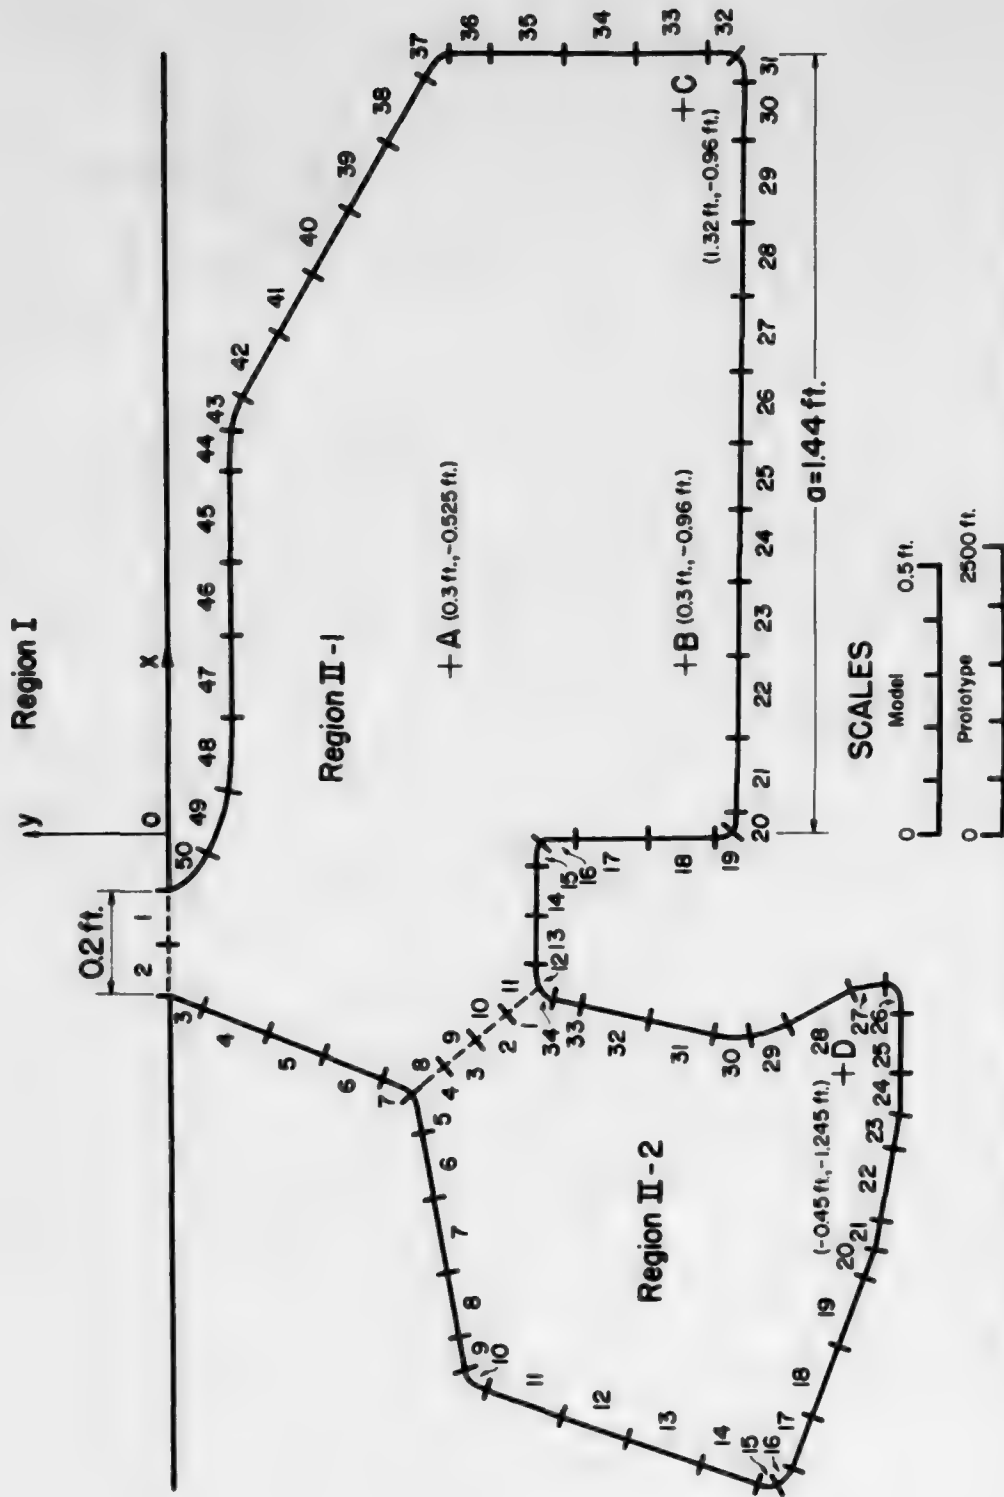 Region I
y
x
O
0.2 ft.
2 1
50 49 48 47 46 45 44 43 42 41 40 39 38 37 36 35 34 33 32
3
4
5
6
7
Region II-1
+A (0.3 ft., -0.525 ft.)
+B (0.3 ft., -0.96 ft.)
+C
(1.32 ft., -0.96 ft.)
8 9 10 11
4 3 2 1
12 13 14
15
16
17
18
19
20 21 22 23 24 25 26 27 28 29 30 31
a=1.44 ft.
5
6
7
8
9
10
11
12
13
14
15
16
17
18
19
20
21
22
23
24
25
26
27
28
29
30
31
32
33
34
Region II-2
+D
(-0.45 ft., -1.245 ft.)
SCALES
Model
0 0.5 ft.
Prototype
0 2500 ft.